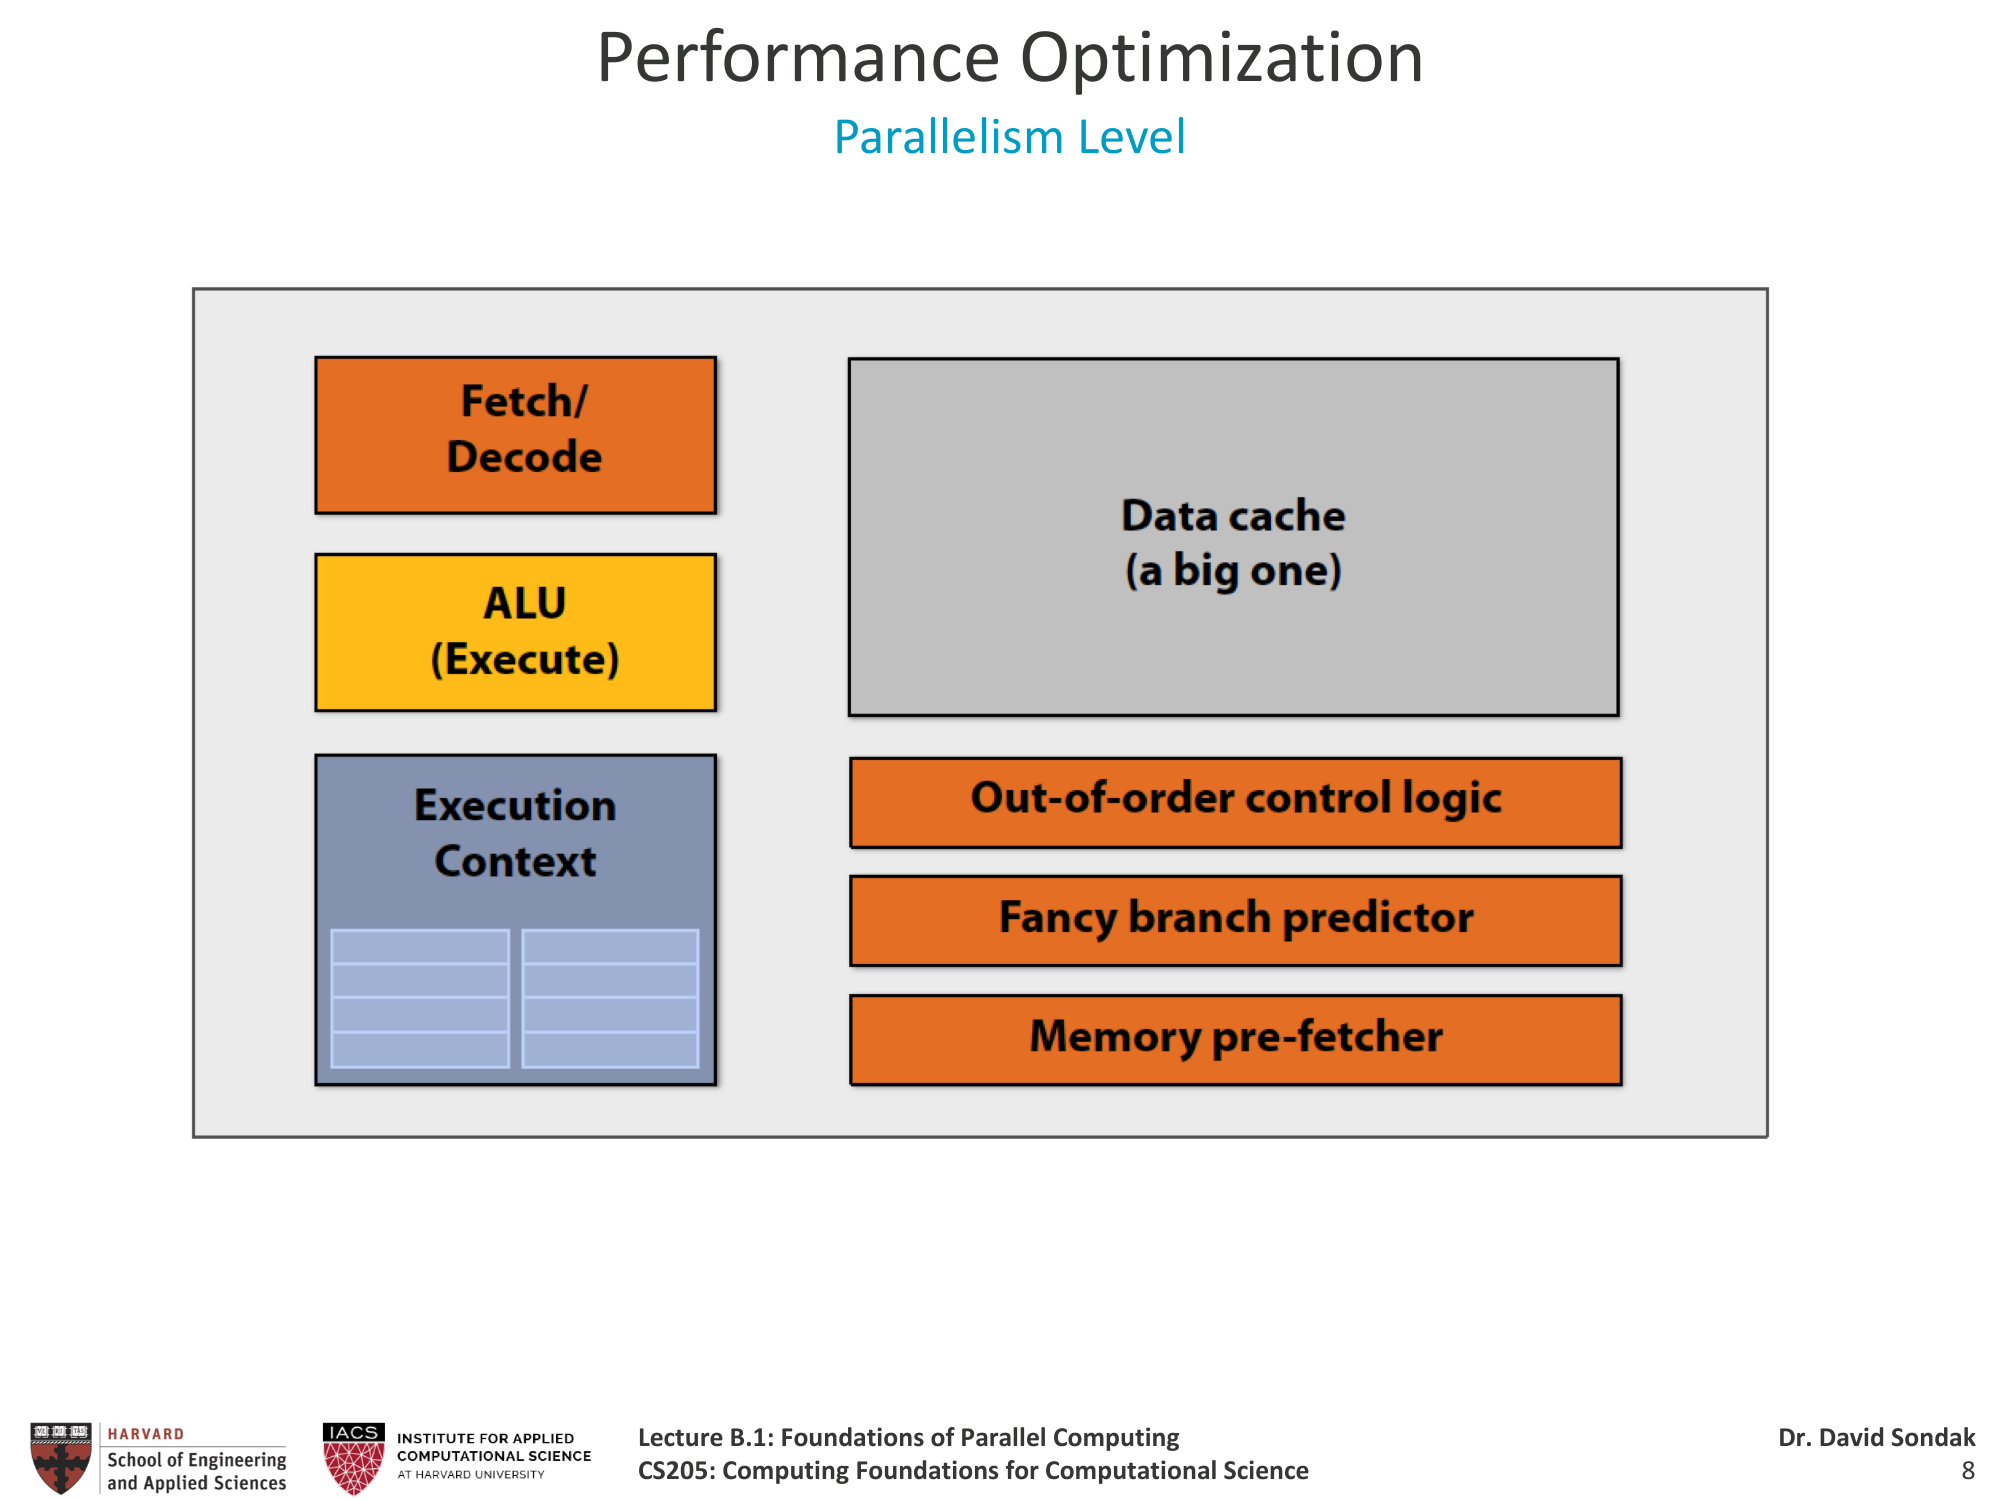 Performance Optimization
Parallelism Level
Fetch/
Decode
ALU
(Execute)
Execution
Context
Data cache
(a big one)
Out-of-order control logic
Fancy branch predictor
Memory pre-fetcher
HARVARD
School of Engineering
and Applied Sciences
IACS
INSTITUTE FOR APPLIED
COMPUTATIONAL SCIENCE
AT HARVARD UNIVERSITY
Lecture B.1: Foundations of Parallel Computing
CS205: Computing Foundations for Computational Science
Dr. David Sondak
8